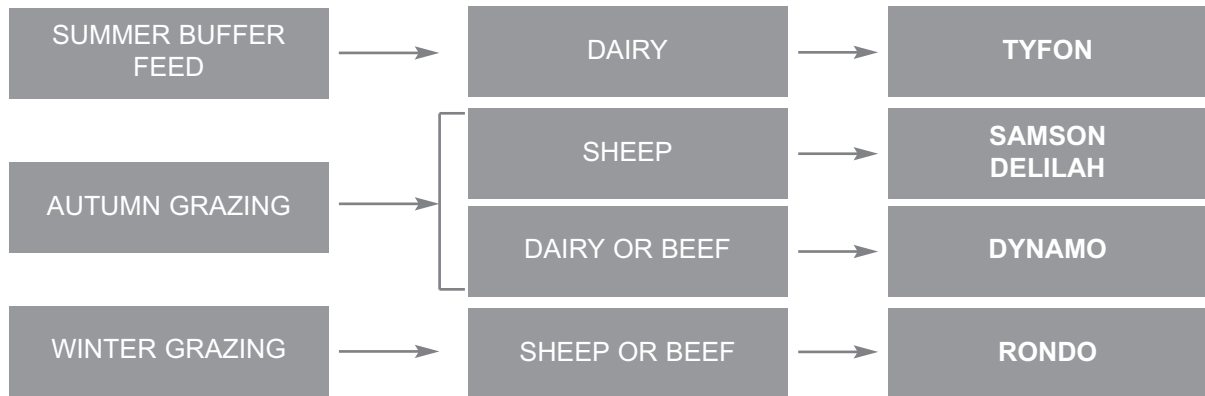 SUMMER BUFFER
FEED
DAIRY
TYFON
AUTUMN GRAZING
SHEEP
SAMSON
DELILAH
DAIRY OR BEEF
DYNAMO
WINTER GRAZING
SHEEP OR BEEF
RONDO